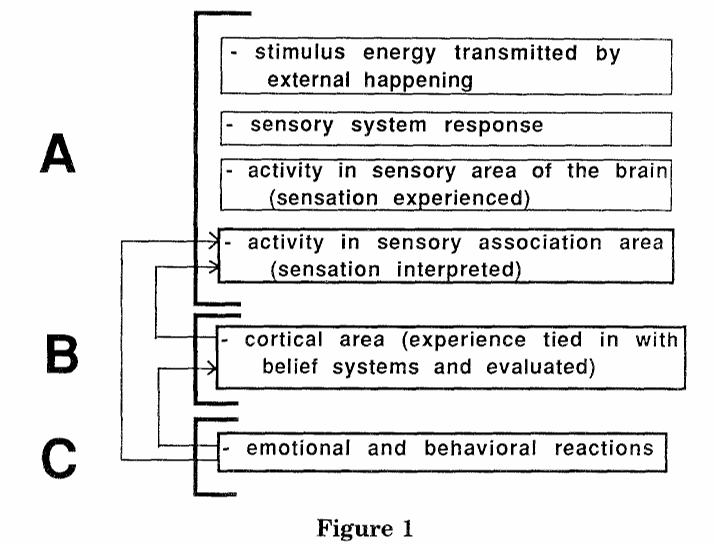 - stimulus energy transmitted by
external happening
- sensory system response
A
- activity in sensory area of the brain
(sensation experienced)
- activity in sensory association area
(sensation interpreted)
B
- cortical area (experience tied in with
belief systems and evaluated)
C
- emotional and behavioral reactions
Figure 1